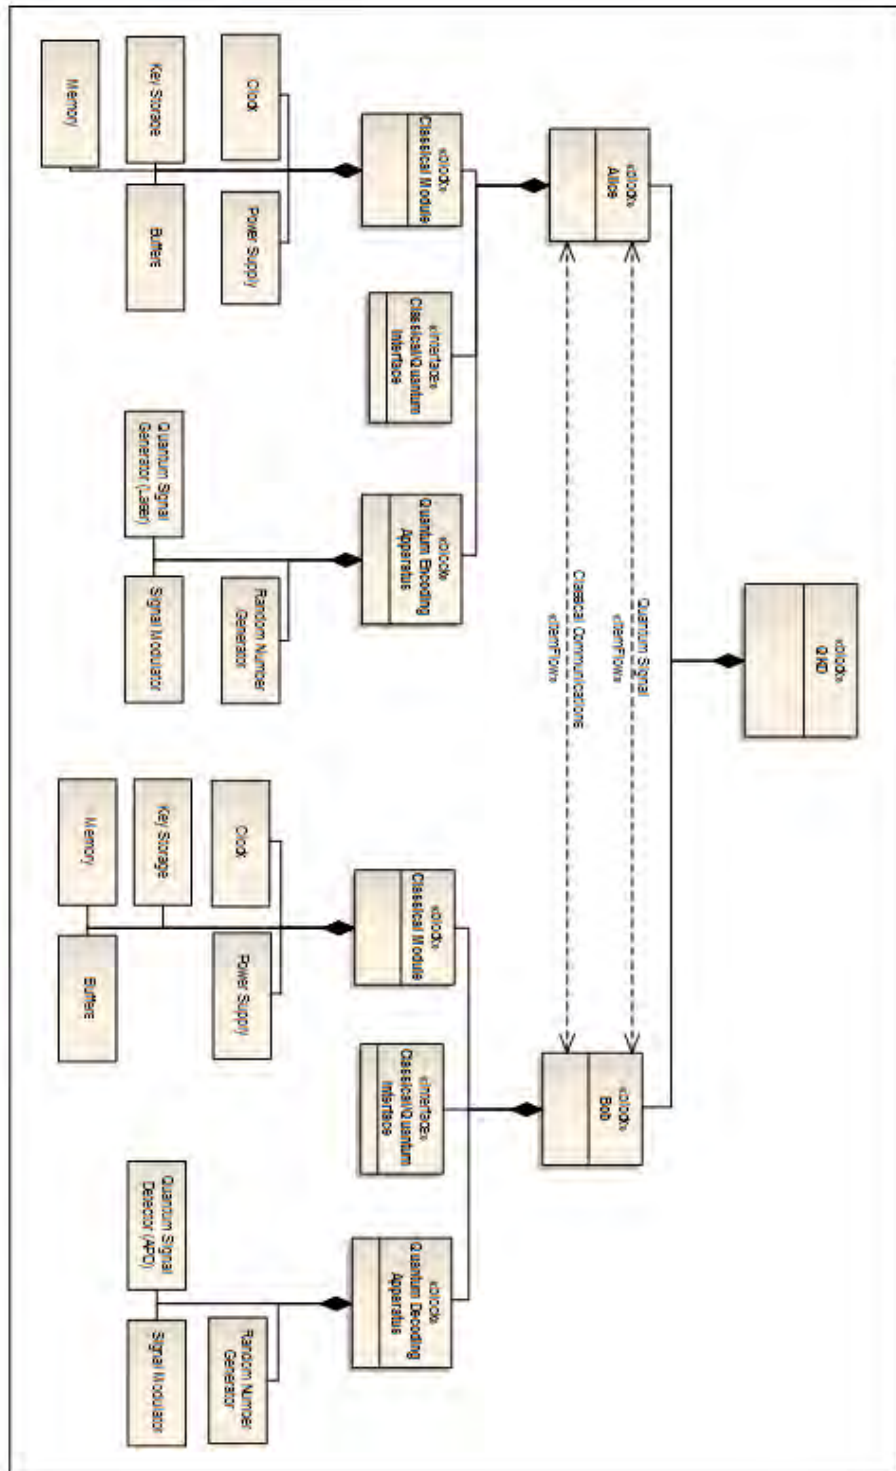 «block»
QKD
«block»
Alice
Quantum Signal
«itemFlow»
Classical Communications
«itemFlow»
«block»
Bob
«block»
Classical Module
«interface»
Classical/Quantum
Interface
«block»
Quantum Encoding
Apparatus
«block»
Classical Module
«interface»
Classical/Quantum
Interface
«block»
Quantum Decoding
Apparatus
Clock
Power Supply
Key Storage
Buffers
Memory
Random Number
Generator
Quantum Signal
Generator (Laser)
Signal Modulator
Clock
Power Supply
Key Storage
Memory
Buffers
Random Number
Generator
Quantum Signal
Detector (APD)
Signal Modulator